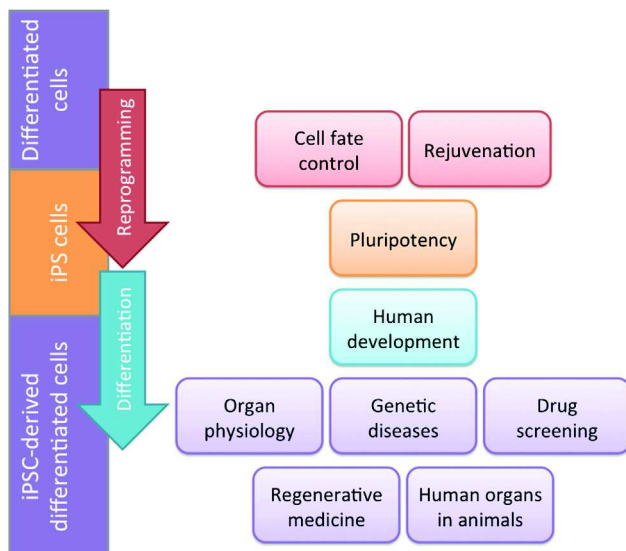 Differentiated
cells
Reprogramming
iPS cells
Differentiation
iPSC-derived
differentiated cells
Cell fate
control
Rejuvenation
Pluripotency
Human
development
Organ
physiology
Genetic
diseases
Drug
screening
Regenerative
medicine
Human organs
in animals